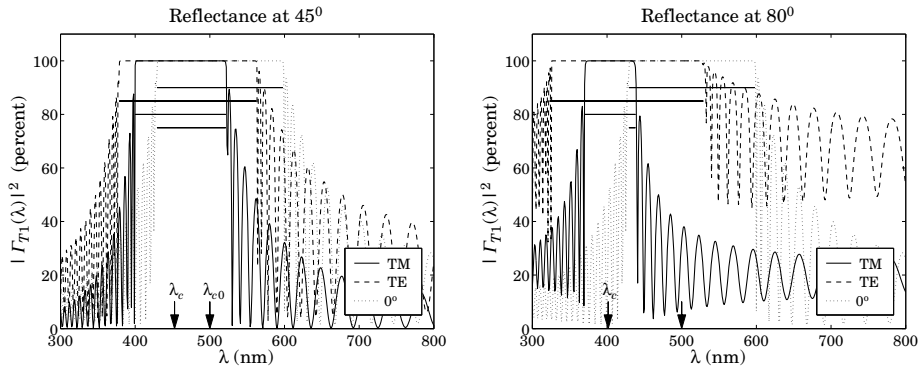 Reflectance at 45⁰
| Γ_T1(λ)| ² (percent)
100
80
60
40
20
0
λ_c
λ_c0
TM
TE
0º
300 400 500 600 700 800
λ (nm)
Reflectance at 80⁰
| Γ_T1(λ)| ² (percent)
100
80
60
40
20
0
λ_c
TM
TE
0º
300 400 500 600 700 800
λ (nm)